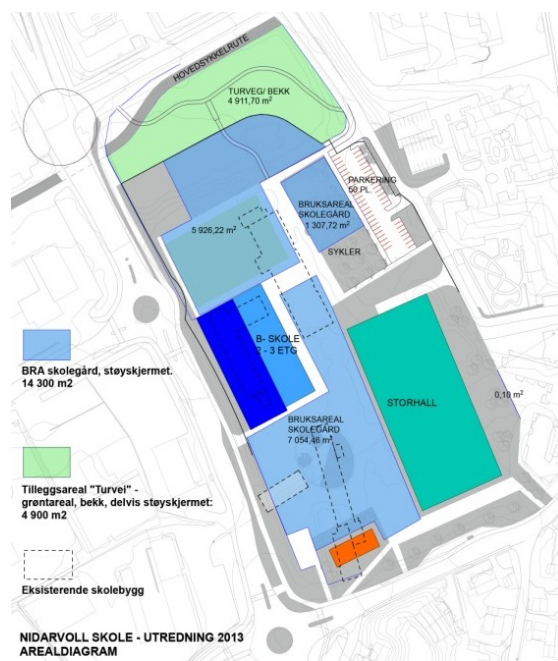 HOVEDSYKKELRUTE
TURVEG/ BEKK
4 911,70 m²
PARKERING
50 PL
BRUKSAREAL
SKOLEGÅRD
1 307,72 m²
5 926,22 m²
SYKLER
B- SKOLE
2 - 3 ETG
BRA skolegård, støyskjermet.
14 300 m2
STORHALL
0,10 m²
BRUKSAREAL
SKOLEGÅRD
7 054,46 m²
Tilleggsareal "Turvei" -
grøntareal, bekk, delvis støyskjermet:
4 900 m2
Eksisterende skolebygg
NIDARVOLL SKOLE - UTREDNING 2013
AREALDIAGRAM